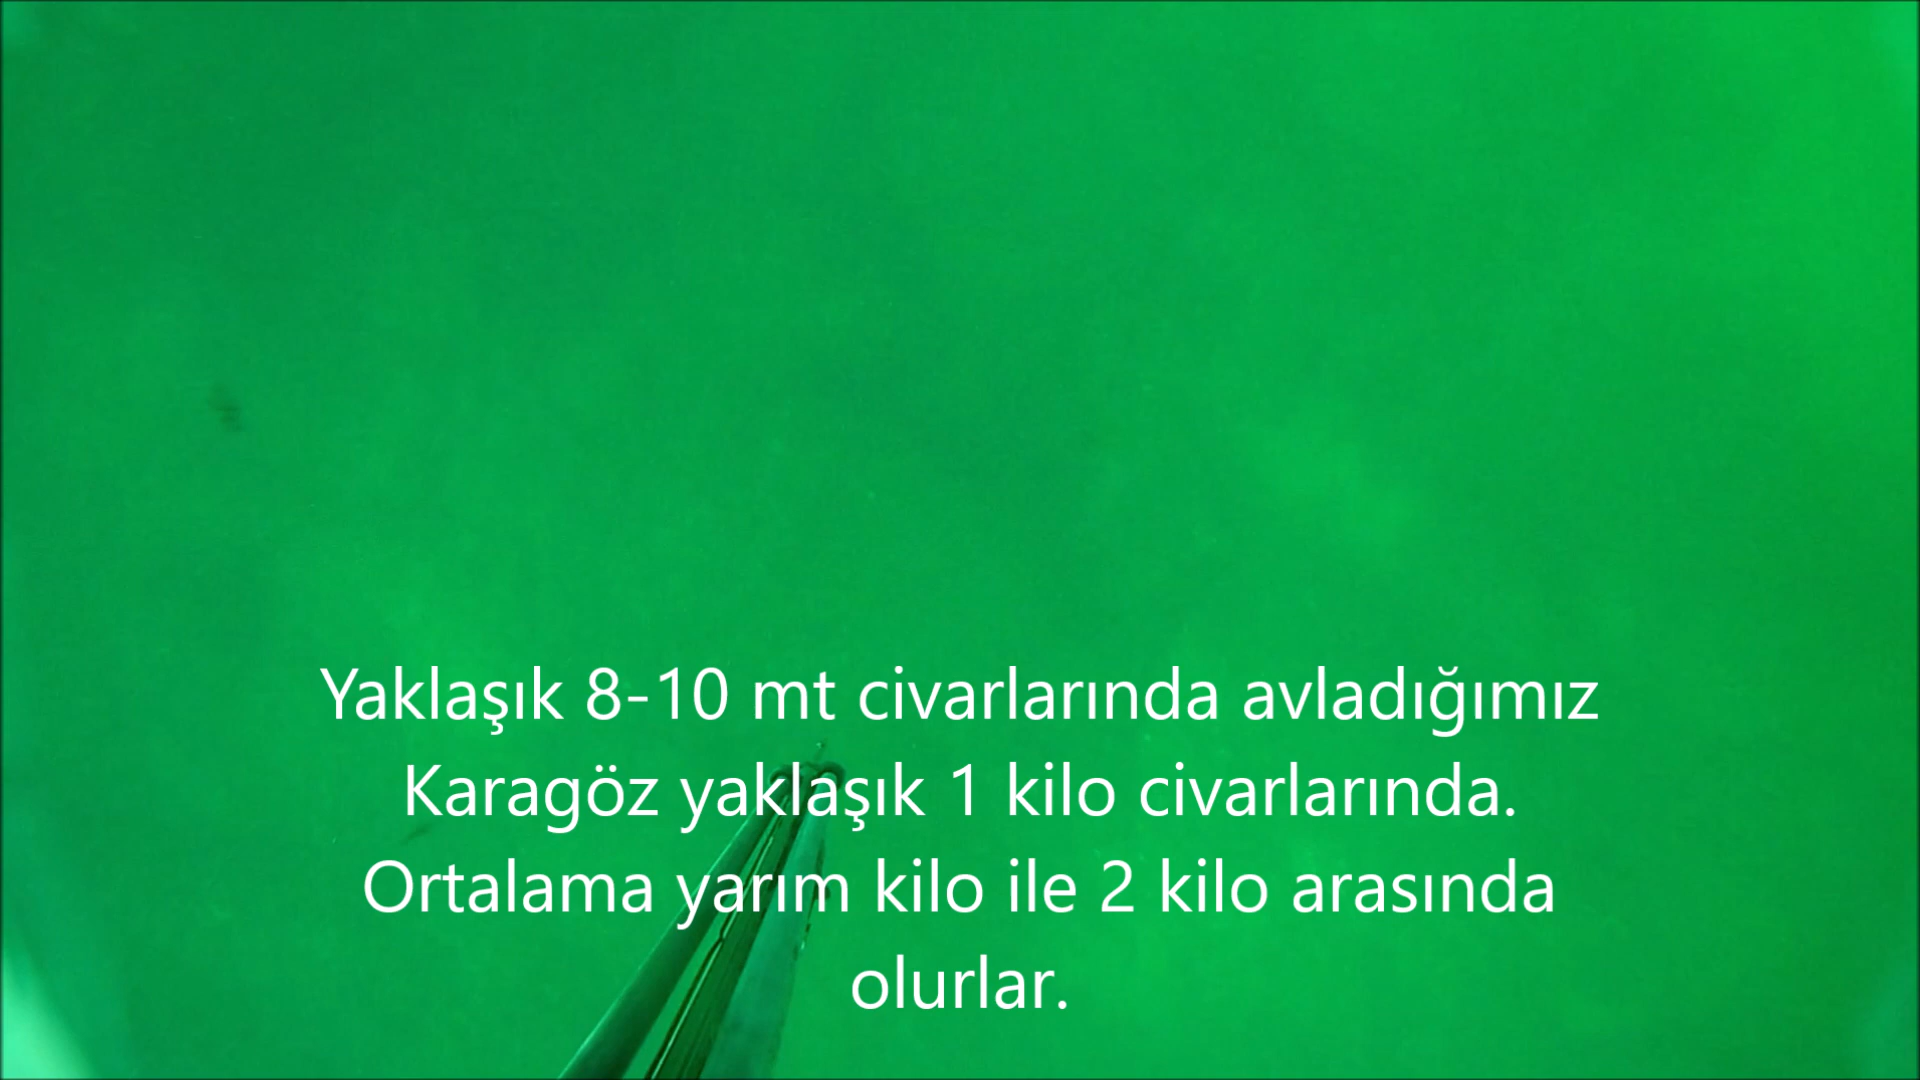 Yaklaşık 8-10 mt civarlarında avladığımız
Karagöz yaklaşık 1 kilo civarlarında.
Ortalama yarım kilo ile 2 kilo arasında
olurlar.